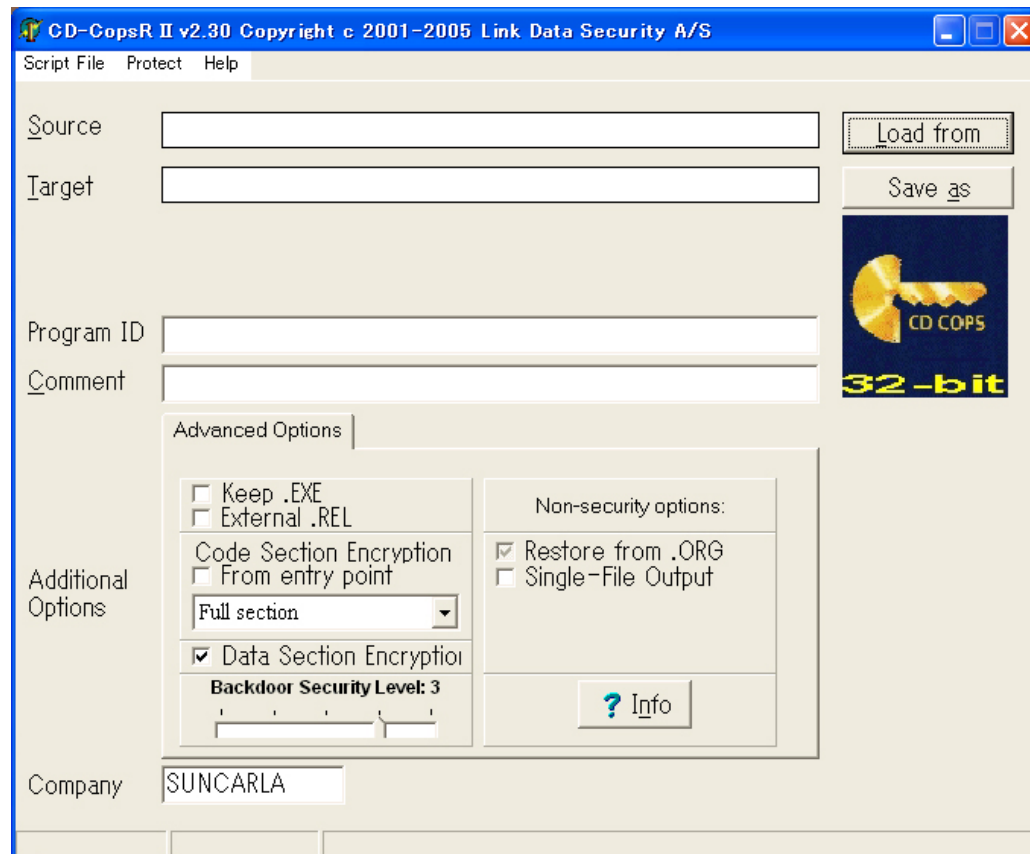 CD-CopsR II v2.30 Copyright c 2001-2005 Link Data Security A/S
Script File Protect Help
Source
Load from
Target
Save as
CD COPS
32-bit
Program ID
Comment
Advanced Options
Keep .EXE
External .REL
Non-security options:
Code Section Encryption
From entry point
Full section
Restore from .ORG
Single-File Output
Additional
Options
Data Section Encryption
Backdoor Security Level: 3
? Info
Company
SUNCARLA